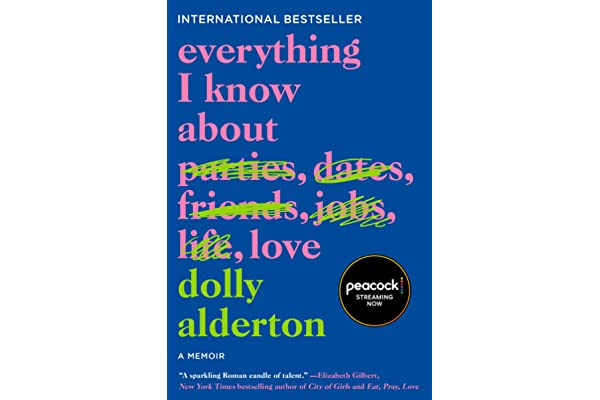 INTERNATIONAL BESTSELLER
everything
I know
about
parties, dates,
friends, jobs,
life, love
dolly
alderton
peacock
STREAMING
NOW
A MEMOIR
“A sparkling Roman candle of talent.” —Elizabeth Gilbert,
New York Times bestselling author of City of Girls and Eat, Pray, Love